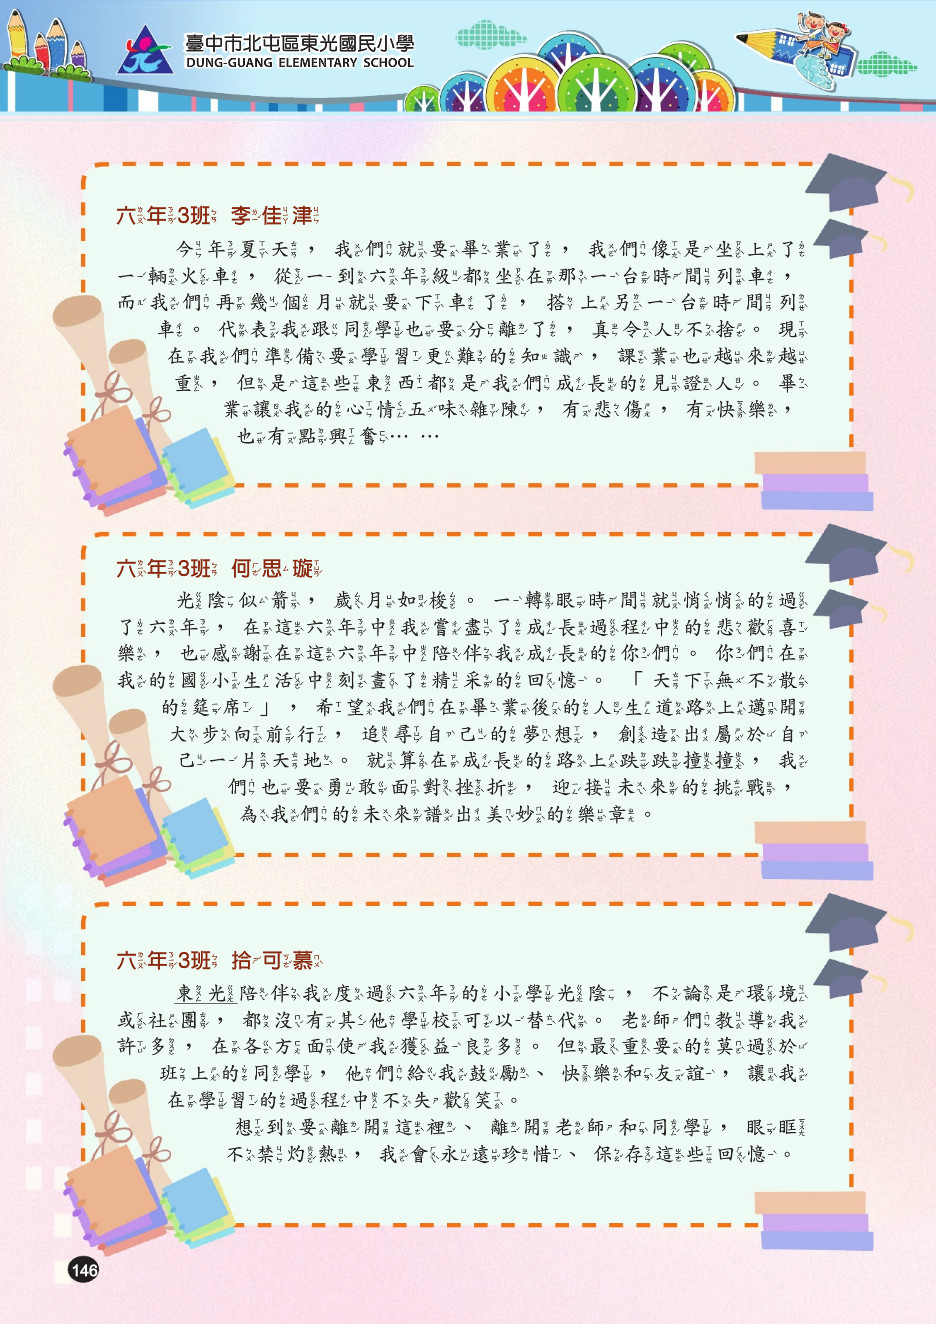 臺中市北屯區東光國民小學
DUNG-GUANG ELEMENTARY SCHOOL
六年3班 李佳津
今年夏天，我們就要畢業了，我們像是坐上了
一輛火車，從一到六年級都坐在那一台時間列車，
而我們再幾個月就要下車了，搭上另一台時間列
車。代表我跟同學也要分離了，真令人不捨。現
在我們準備要學習更難的知識，課業也越來越
重，但是這些東西都是我們成長的見證人。畢
業讓我的心情五味雜陳，有悲傷，有快樂，
也有點興奮……
六年3班 何思璇
光陰似箭，歲月如梭。一轉眼時間就悄悄的過
了六年，在這六年中我嘗盡了成長過程中的悲歡喜
樂，也感謝在這六年中陪伴我成長的你們。你們在
我的國小生活中刻畫了精采的回憶。「天下無不散
的筵席」，希望我們在畢業後的人生道路上邁開
大步向前行，追尋自己的夢想，創造出屬於自
己一片天地。就算在成長的路上跌跌撞撞，我
們也要勇敢面對挫折，迎接未來的挑戰，
為我們的未來譜出美妙的樂章。
六年3班 拾可慕
東光陪伴我度過六年的小學光陰，不論是環境
或社團，都沒有其他學校可以替代。老師們教導我
許多，在各方面使我獲益良多。但最重要的莫過於
班上的同學，他們給我鼓勵、快樂和友誼，讓我
在學習的過程中不失歡笑。
想到要離開這裡、離開老師和同學，眼眶
不禁灼熱，我會永遠珍惜、保存這些回憶。
146